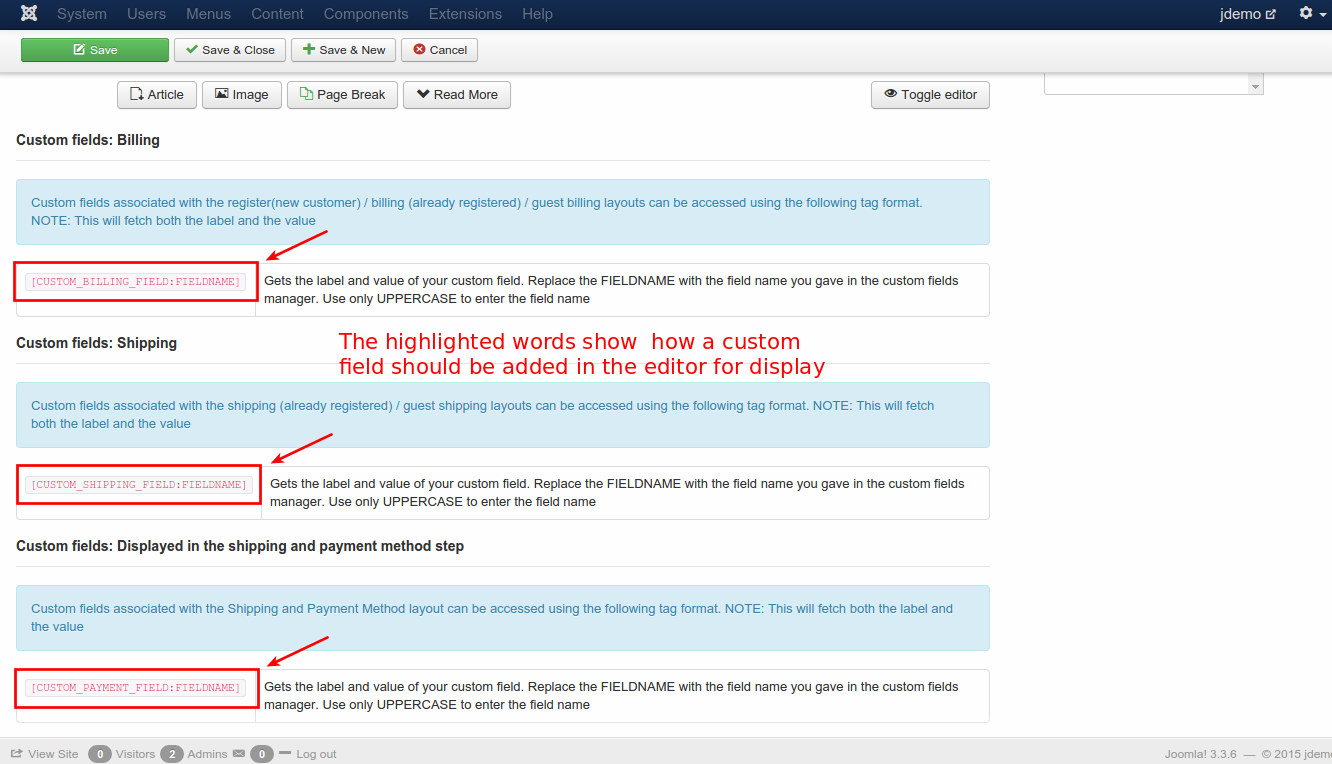 System Users Menus Content Components Extensions Help jdemo
Save Save & Close Save & New Cancel
Article Image Page Break Read More Toggle editor
Custom fields: Billing
Custom fields associated with the register(new customer) / billing (already registered) / guest billing layouts can be accessed using the following tag format.
NOTE: This will fetch both the label and the value
[CUSTOM_BILLING_FIELD:FIELDNAME] Gets the label and value of your custom field. Replace the FIELDNAME with the field name you gave in the custom fields
manager. Use only UPPERCASE to enter the field name
Custom fields: Shipping
The highlighted words show how a custom
field should be added in the editor for display
Custom fields associated with the shipping (already registered) / guest shipping layouts can be accessed using the following tag format. NOTE: This will fetch
both the label and the value
[CUSTOM_SHIPPING_FIELD:FIELDNAME] Gets the label and value of your custom field. Replace the FIELDNAME with the field name you gave in the custom fields
manager. Use only UPPERCASE to enter the field name
Custom fields: Displayed in the shipping and payment method step
Custom fields associated with the Shipping and Payment Method layout can be accessed using the following tag format. NOTE: This will fetch both the label and
the value
[CUSTOM_PAYMENT_FIELD:FIELDNAME] Gets the label and value of your custom field. Replace the FIELDNAME with the field name you gave in the custom fields
manager. Use only UPPERCASE to enter the field name
View Site 0 Visitors 2 Admins 0 Log out Joomla! 3.3.6 — © 2015 jdem